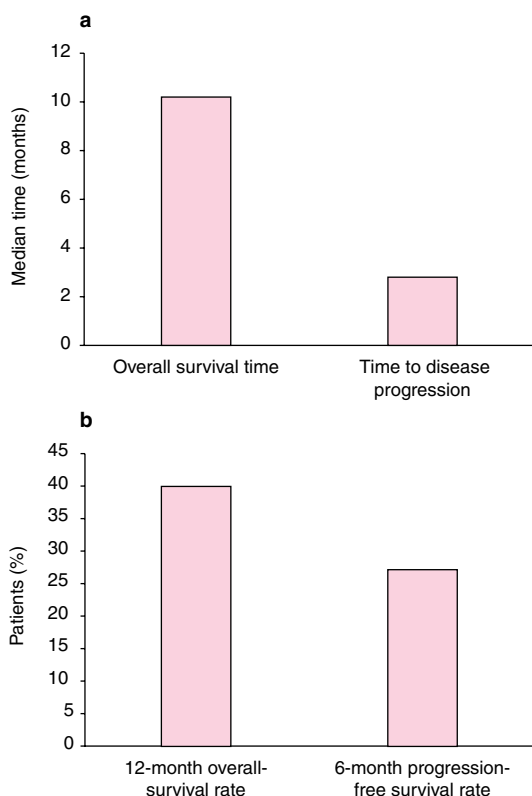 a
Median time (months)
12
10
8
6
4
2
0
Overall survival time
Time to disease
progression
b
Patients (%)
45
40
35
30
25
20
15
10
5
0
12-month overall-
survival rate
6-month progression-
free survival rate